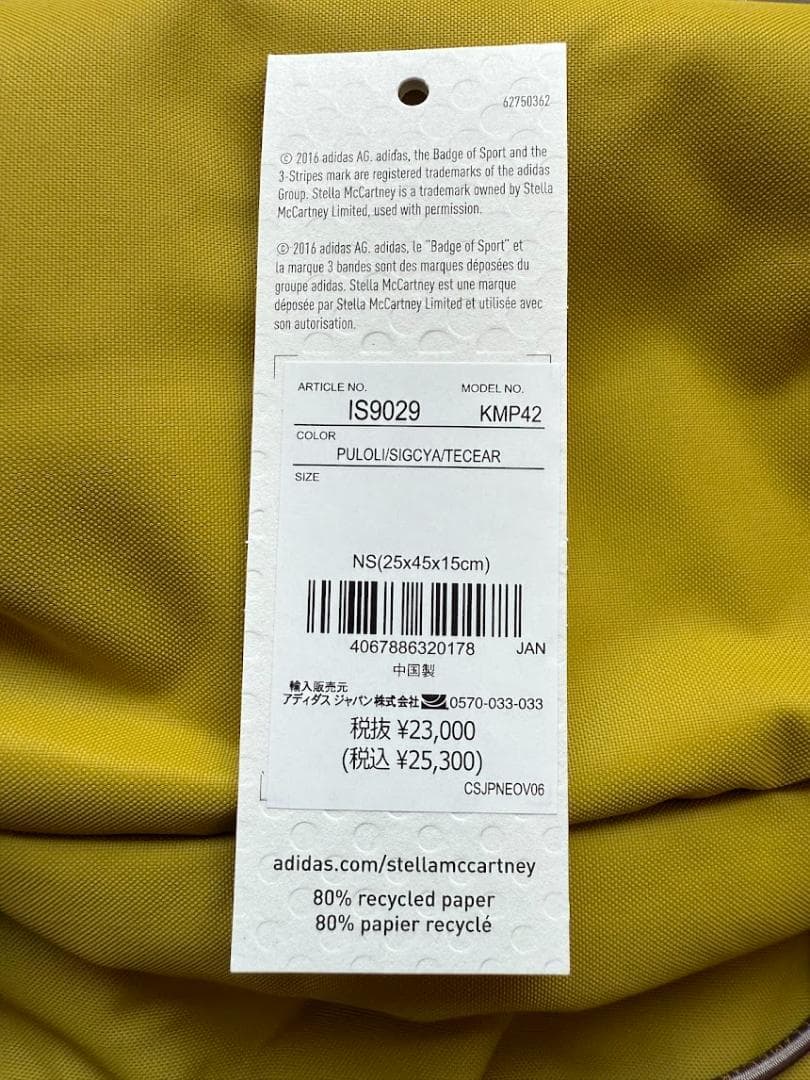 62750362
© 2016 adidas AG. adidas, the Badge of Sport and the
3-Stripes mark are registered trademarks of the adidas
Group. Stella McCartney is a trademark owned by Stella
McCartney Limited, used with permission.
© 2016 adidas AG. adidas, le "Badge of Sport" et
la marque 3 bandes sont des marques déposées du
groupe adidas. Stella McCartney est une marque
déposée par Stella McCartney Limited et utilisée avec
son autorisation.
ARTICLE NO. MODEL NO.
IS9029 KMP42
COLOR
PULOLI/SIGCYA/TECEAR
SIZE
NS(25x45x15cm)
4067886320178 JAN
中国製
輸入販売元
アディダス ジャパン株式会社 0570-033-033
税抜 ¥23,000
(税込 ¥25,300)
CSJPNEOV06
adidas.com/stellamccartney
80% recycled paper
80% papier recyclé